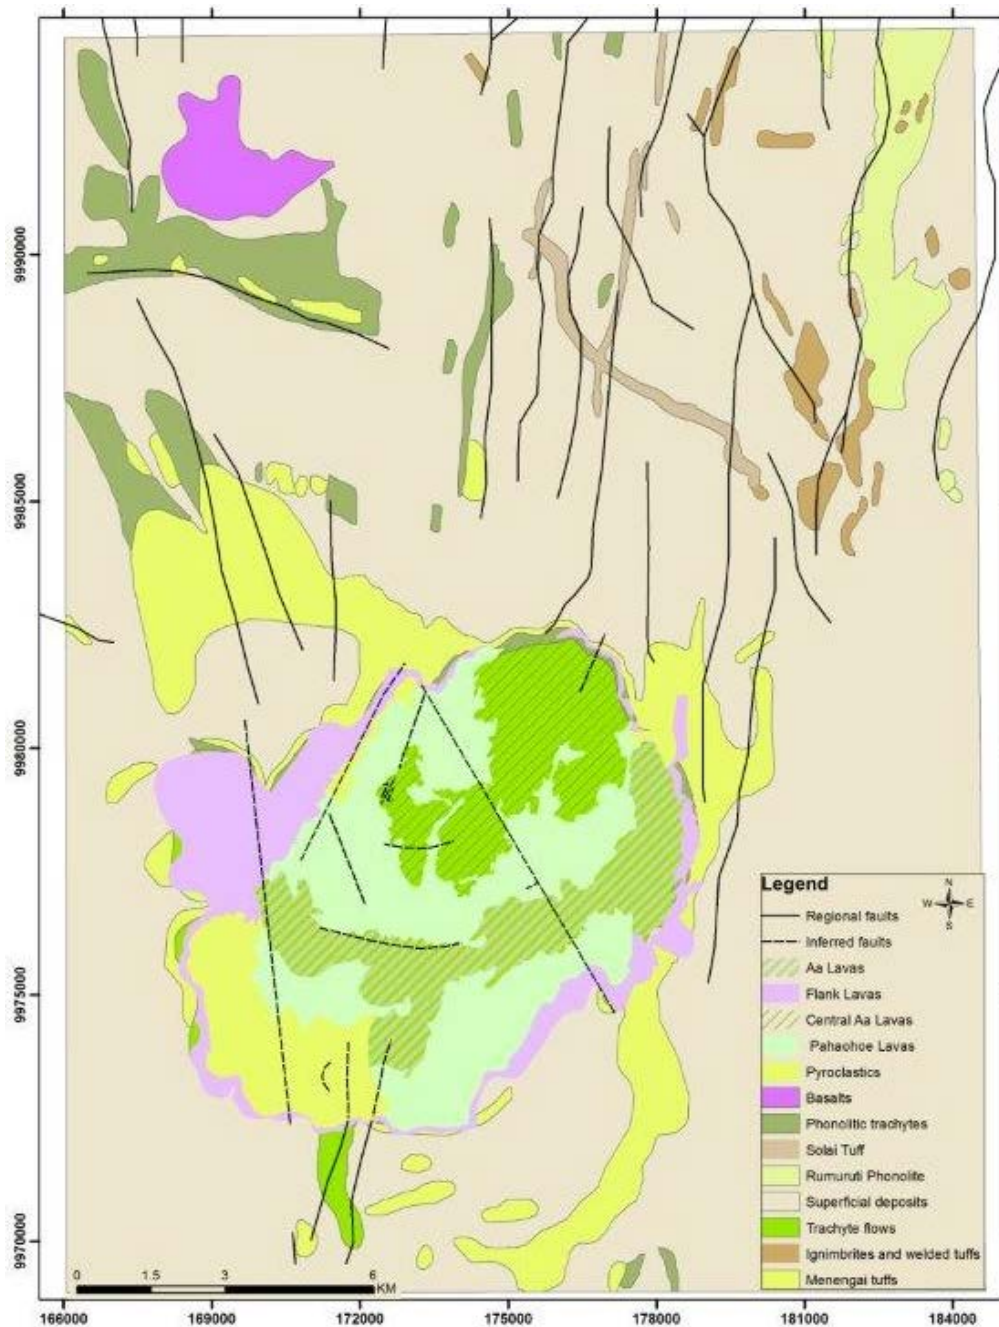 9990000
9985000
9980000
9975000
9970000
Legend
N
W E
S
Regional faults
Inferred faults
Aa Lavas
Flank Lavas
Central Aa Lavas
Pahaohoe Lavas
Pyroclastics
Basalts
Phonolitic trachytes
Solai Tuff
Rumuruti Phonolite
Superficial deposits
Trachyte flows
Ignimbrites and welded tuffs
Menengai tuffs
0 1.5 3 6
KM
166000 169000 172000 175000 178000 181000 184000